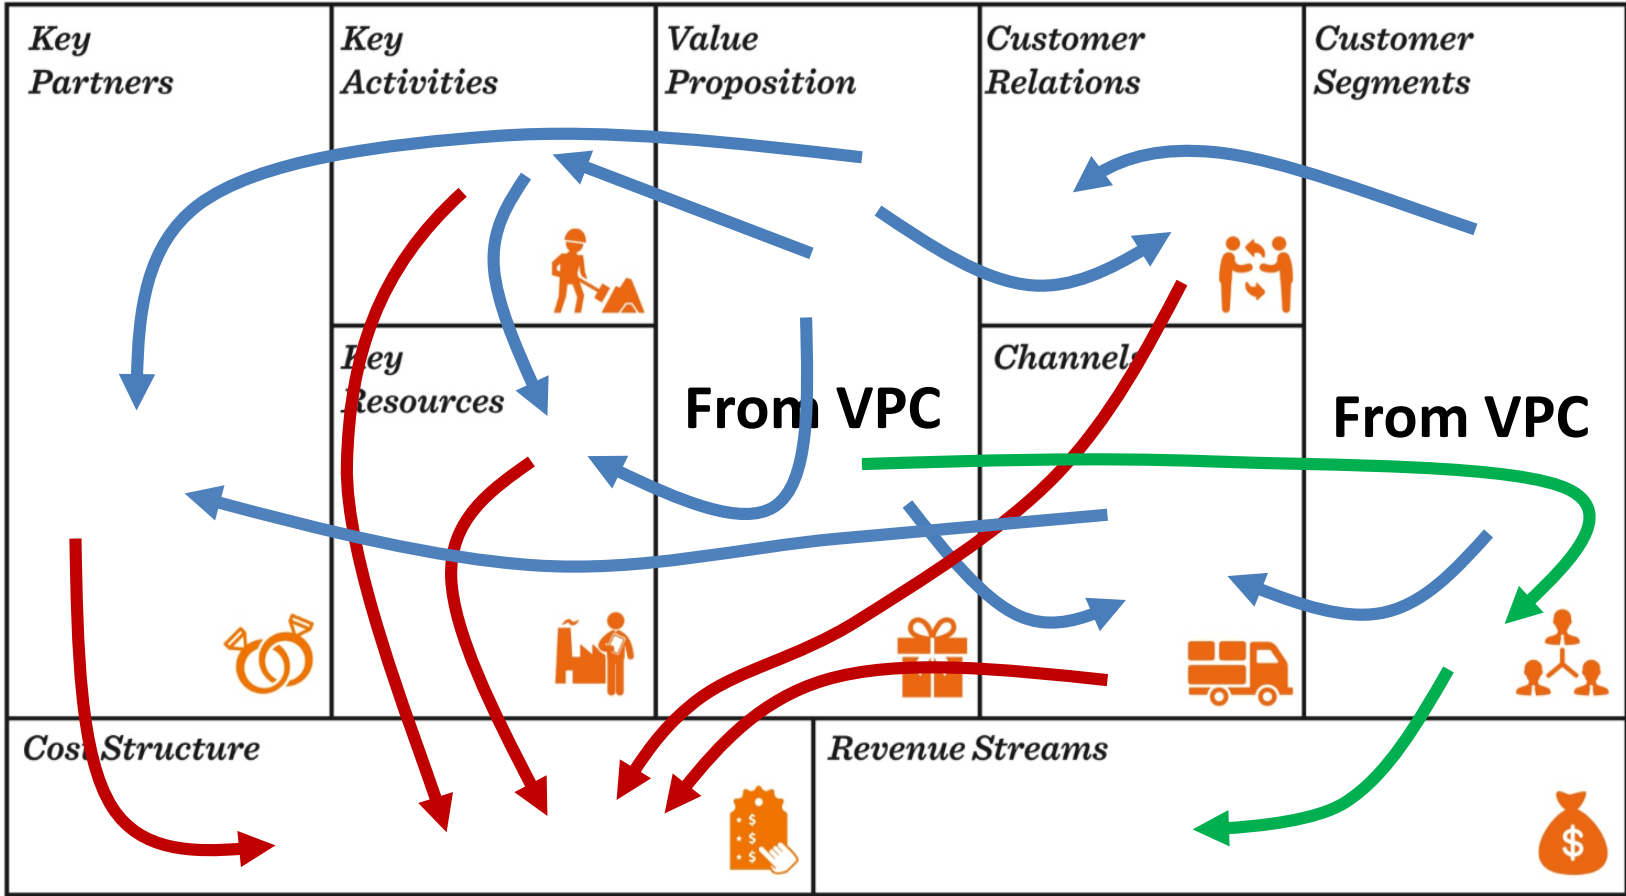 Key
Partners
Key
Activities
Value
Proposition
Customer
Relations
Customer
Segments
Key
Resources
Channels
From VPC
From VPC
Cost Structure
Revenue Streams
$
$
$
$